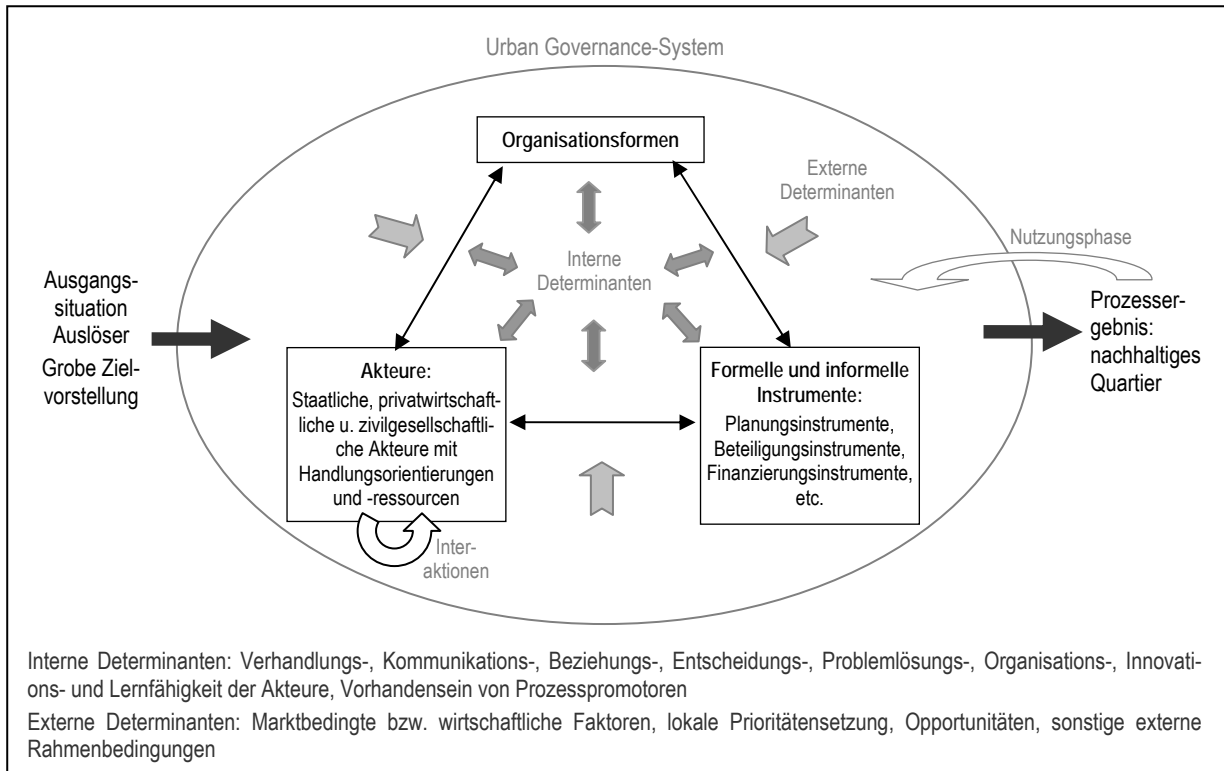 Urban Governance-System
Organisationsformen
Externe
Determinanten
Nutzungsphase
Interne
Determinanten
Ausgangs-
situation
Auslöser
Grobe Ziel-
vorstellung
Prozesser-
gebnis:
nachhaltiges
Quartier
Akteure:
Staatliche, privatwirtschaft-
liche u. zivilgesellschaftli-
che Akteure mit
Handlungsorientierungen
und -ressourcen
Formelle und informelle
Instrumente:
Planungsinstrumente,
Beteiligungsinstrumente,
Finanzierungsinstrumente,
etc.
Inter-
aktionen
Interne Determinanten: Verhandlungs-, Kommunikations-, Beziehungs-, Entscheidungs-, Problemlösungs-, Organisations-, Innovati-
ons- und Lernfähigkeit der Akteure, Vorhandensein von Prozesspromotoren
Externe Determinanten: Marktbedingte bzw. wirtschaftliche Faktoren, lokale Prioritätensetzung, Opportunitäten, sonstige externe
Rahmenbedingungen